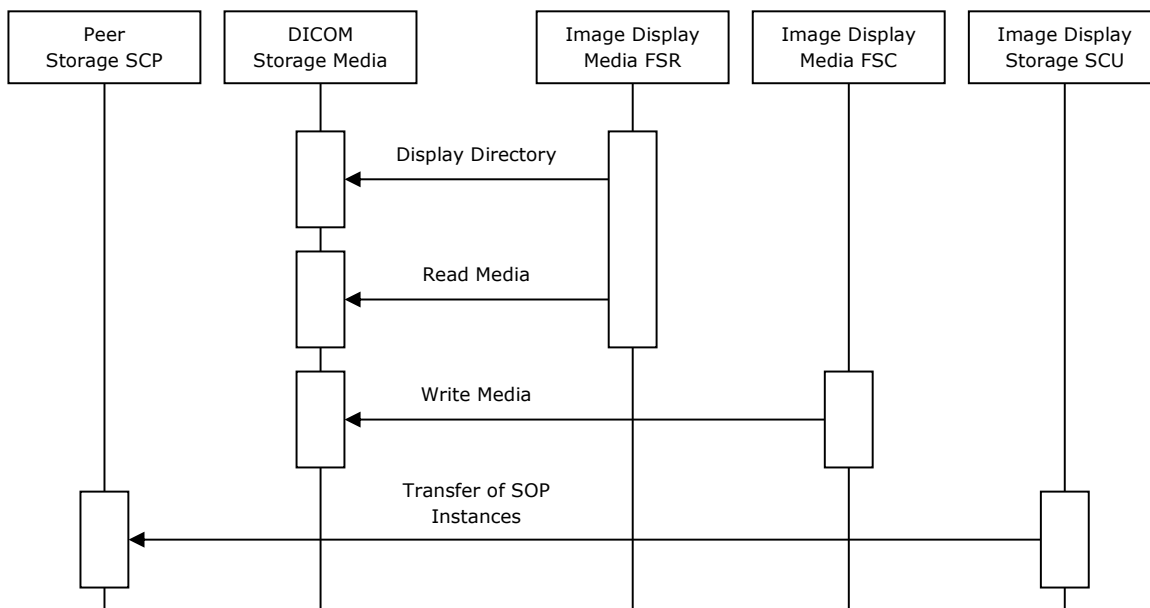 Peer
Storage SCP
DICOM
Storage Media
Image Display
Media FSR
Image Display
Media FSC
Image Display
Storage SCU
Display Directory
Read Media
Write Media
Transfer of SOP
Instances